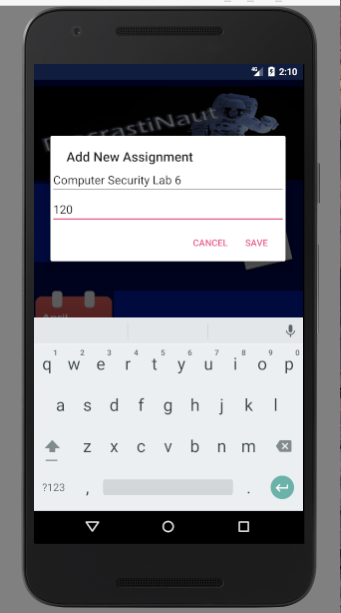 4G 2:10
ProcrastiNaut
Add New Assignment
Computer Security Lab 6
120
CANCEL SAVE
April
1 2 3 4 5 6 7 8 9 0
q w e r t y u i o p
a s d f g h j k l
z x c v b n m
?123 , .